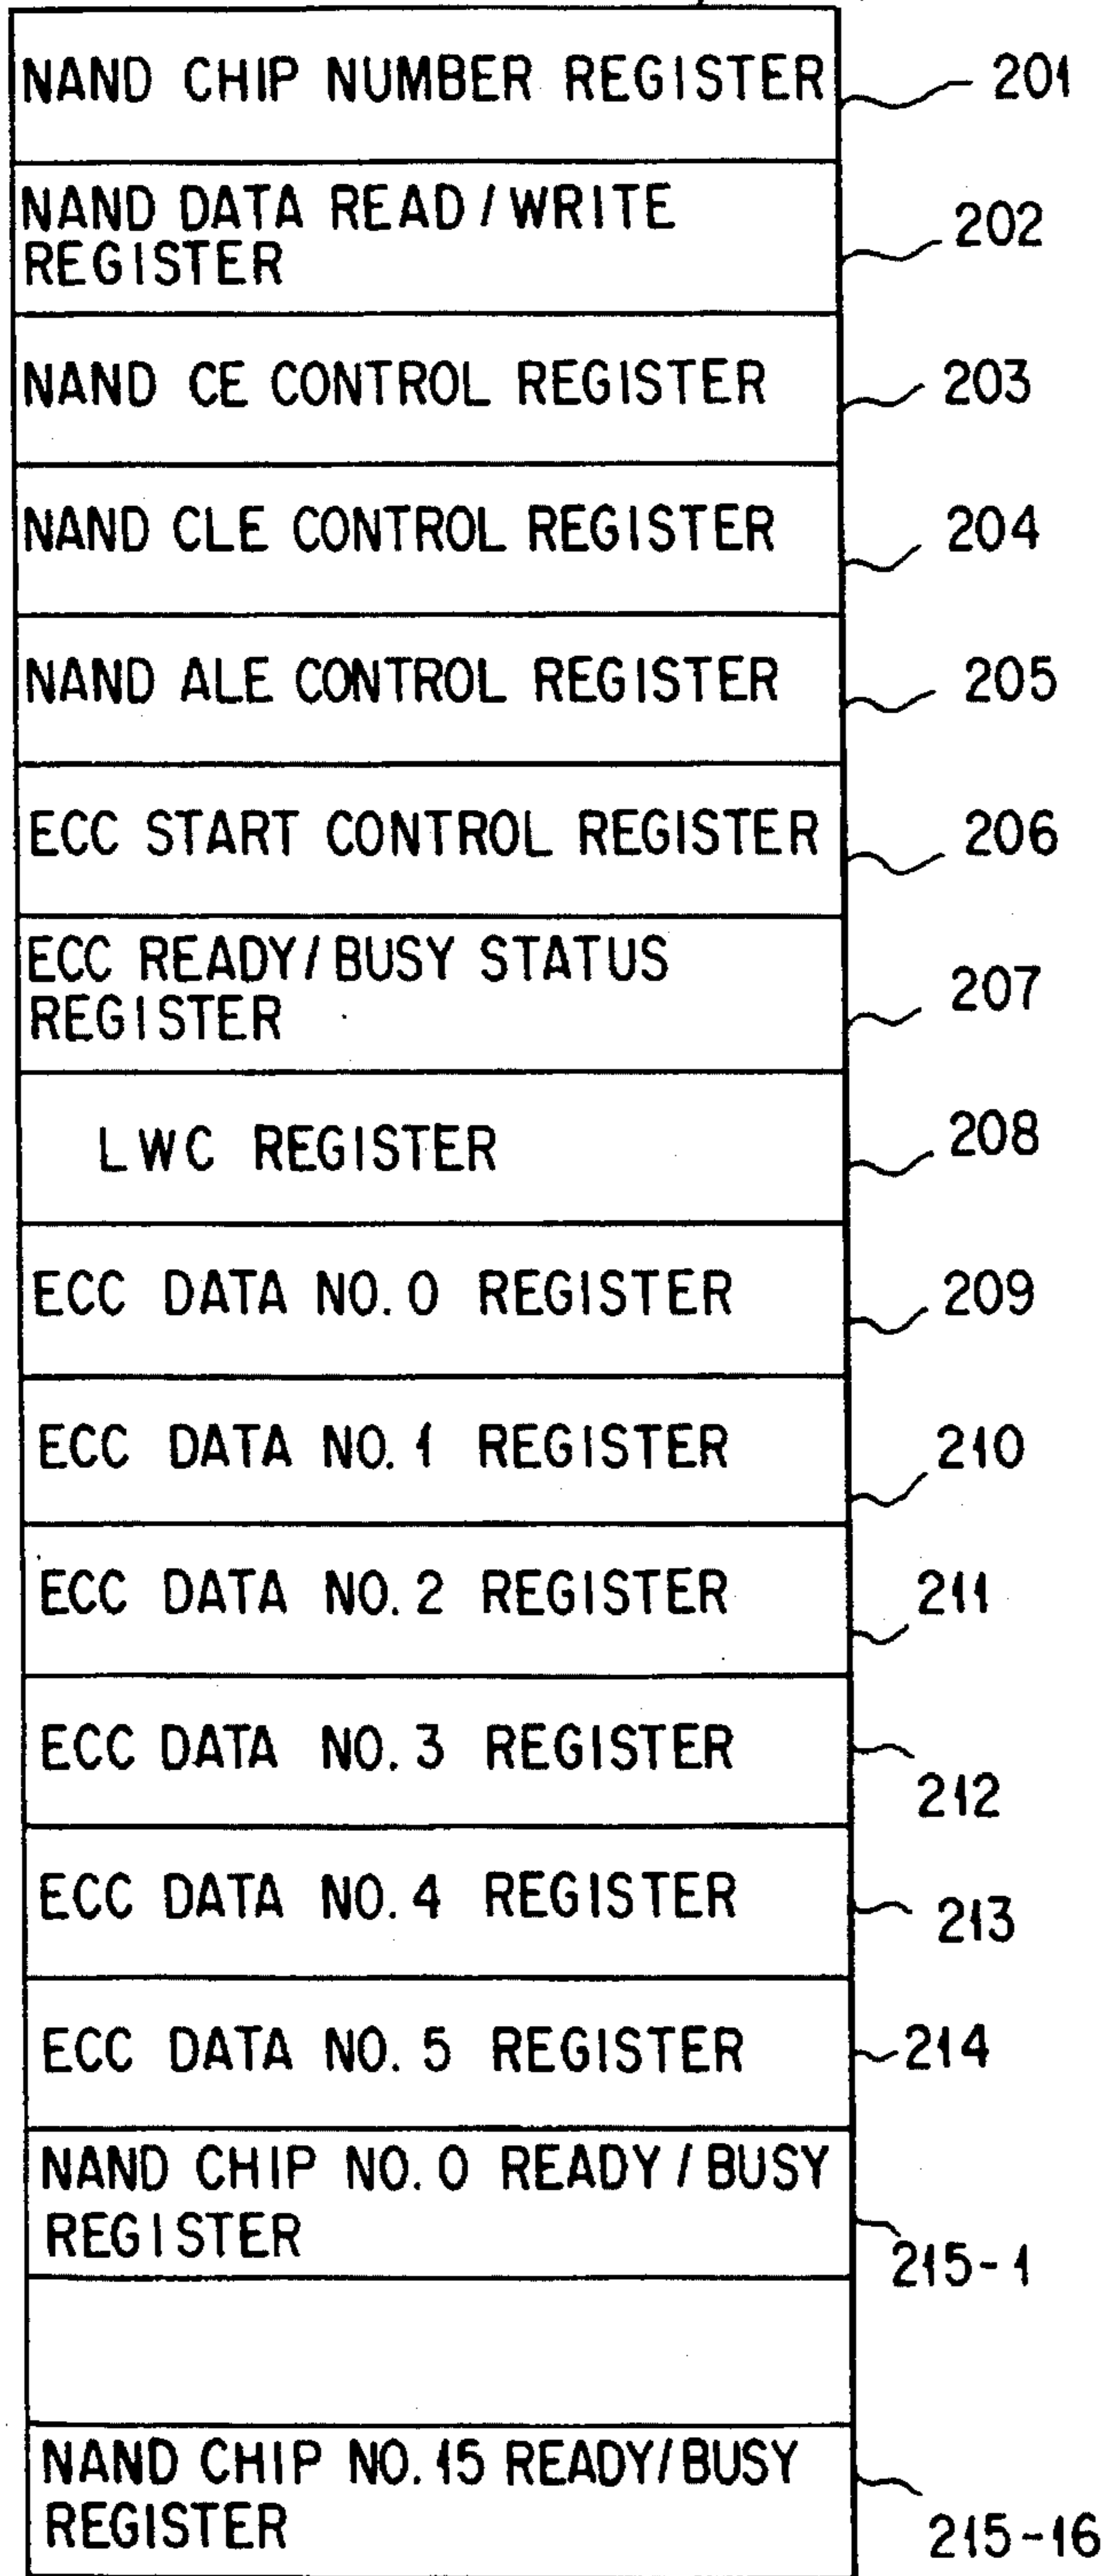 NAND CHIP NUMBER REGISTER 201
NAND DATA READ/WRITE
REGISTER 202
NAND CE CONTROL REGISTER 203
NAND CLE CONTROL REGISTER 204
NAND ALE CONTROL REGISTER 205
ECC START CONTROL REGISTER 206
ECC READY/BUSY STATUS
REGISTER 207
LWC REGISTER 208
ECC DATA NO. 0 REGISTER 209
ECC DATA NO. 1 REGISTER 210
ECC DATA NO. 2 REGISTER 211
ECC DATA NO. 3 REGISTER 212
ECC DATA NO. 4 REGISTER 213
ECC DATA NO. 5 REGISTER 214
NAND CHIP NO. 0 READY/BUSY
REGISTER 215-1
NAND CHIP NO. 15 READY/BUSY
REGISTER 215-16